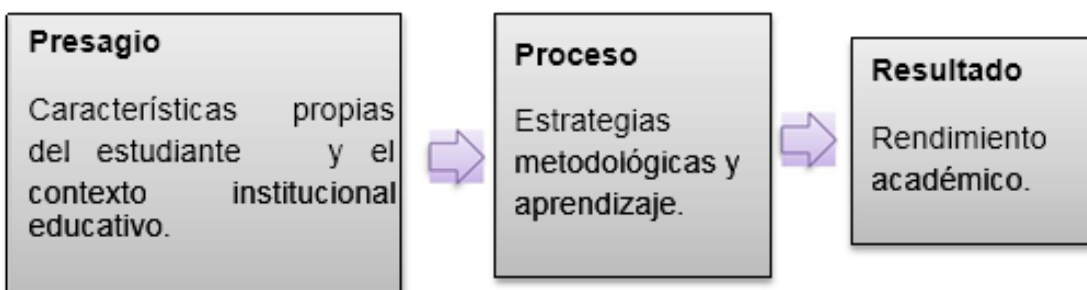 Presagio
Características propias
del estudiante y el
contexto institucional
educativo.
Proceso
Estrategias
metodológicas y
aprendizaje.
Resultado
Rendimiento
académico.